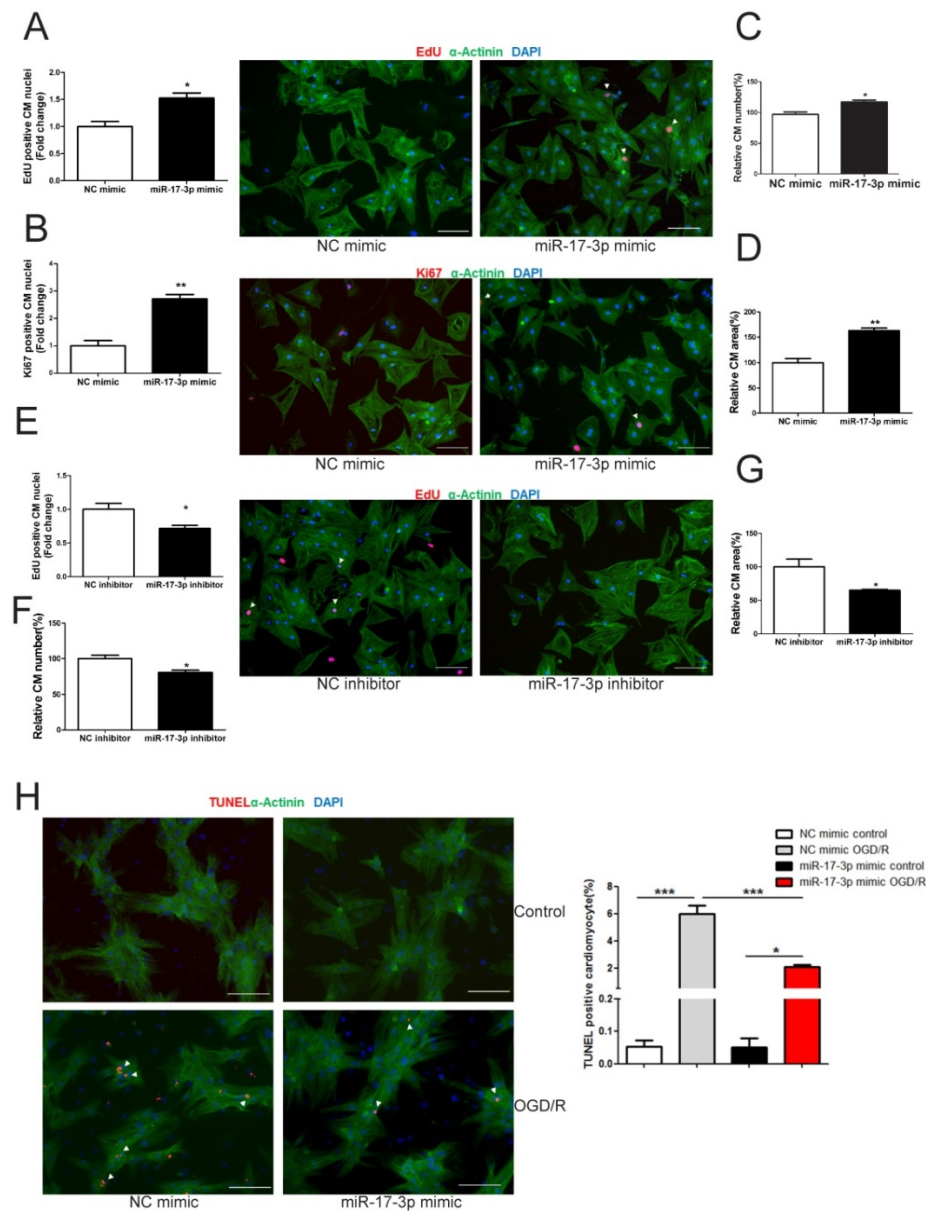 A
EdU α-Actinin DAPI
EdU positive CM nuclei
(Fold change)
2.0
1.5
1.0
0.5
0.0
*
NC mimic
miR-17-3p mimic
NC mimic
miR-17-3p mimic
C
Relative CM number(%)
150
100
50
0
*
NC mimic
miR-17-3p mimic
B
Ki67 α-Actinin DAPI
Ki67 positive CM nuclei
(Fold change)
4
3
2
1
0
**
NC mimic
miR-17-3p mimic
NC mimic
miR-17-3p mimic
D
Relative CM area(%)
200
150
100
50
0
**
NC mimic
miR-17-3p mimic
E
EdU α-Actinin DAPI
EdU positive CM nuclei
(Fold change)
1.5
1.0
0.5
0.0
*
NC inhibitor
miR-17-3p inhibitor
NC inhibitor
miR-17-3p inhibitor
F
Relative CM number(%)
150
100
50
0
*
NC inhibitor
miR-17-3p inhibitor
G
Relative CM area(%)
150
100
50
0
*
NC inhibitor
miR-17-3p inhibitor
H
TUNELα-Actinin DAPI
Control
OGD/R
NC mimic
miR-17-3p mimic
NC mimic control
NC mimic OGD/R
miR-17-3p mimic control
miR-17-3p mimic OGD/R
TUNEL positive cardiomyocyte(%)
8
6
4
2
0.2
0.1
0.0
***
***
*